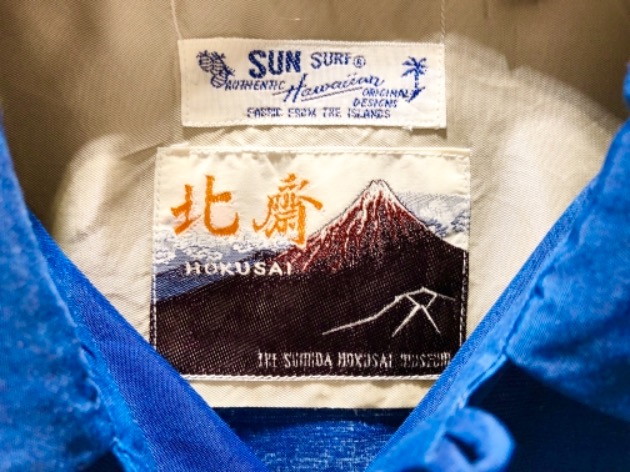 SUN SURF®
AUTHENTIC Hawaiian ORIGINAL
DESIGNS
FABRIC FROM THE ISLANDS
北齋
HOKUSAI
THE SUMIDA HOKUSAI MUSEUM